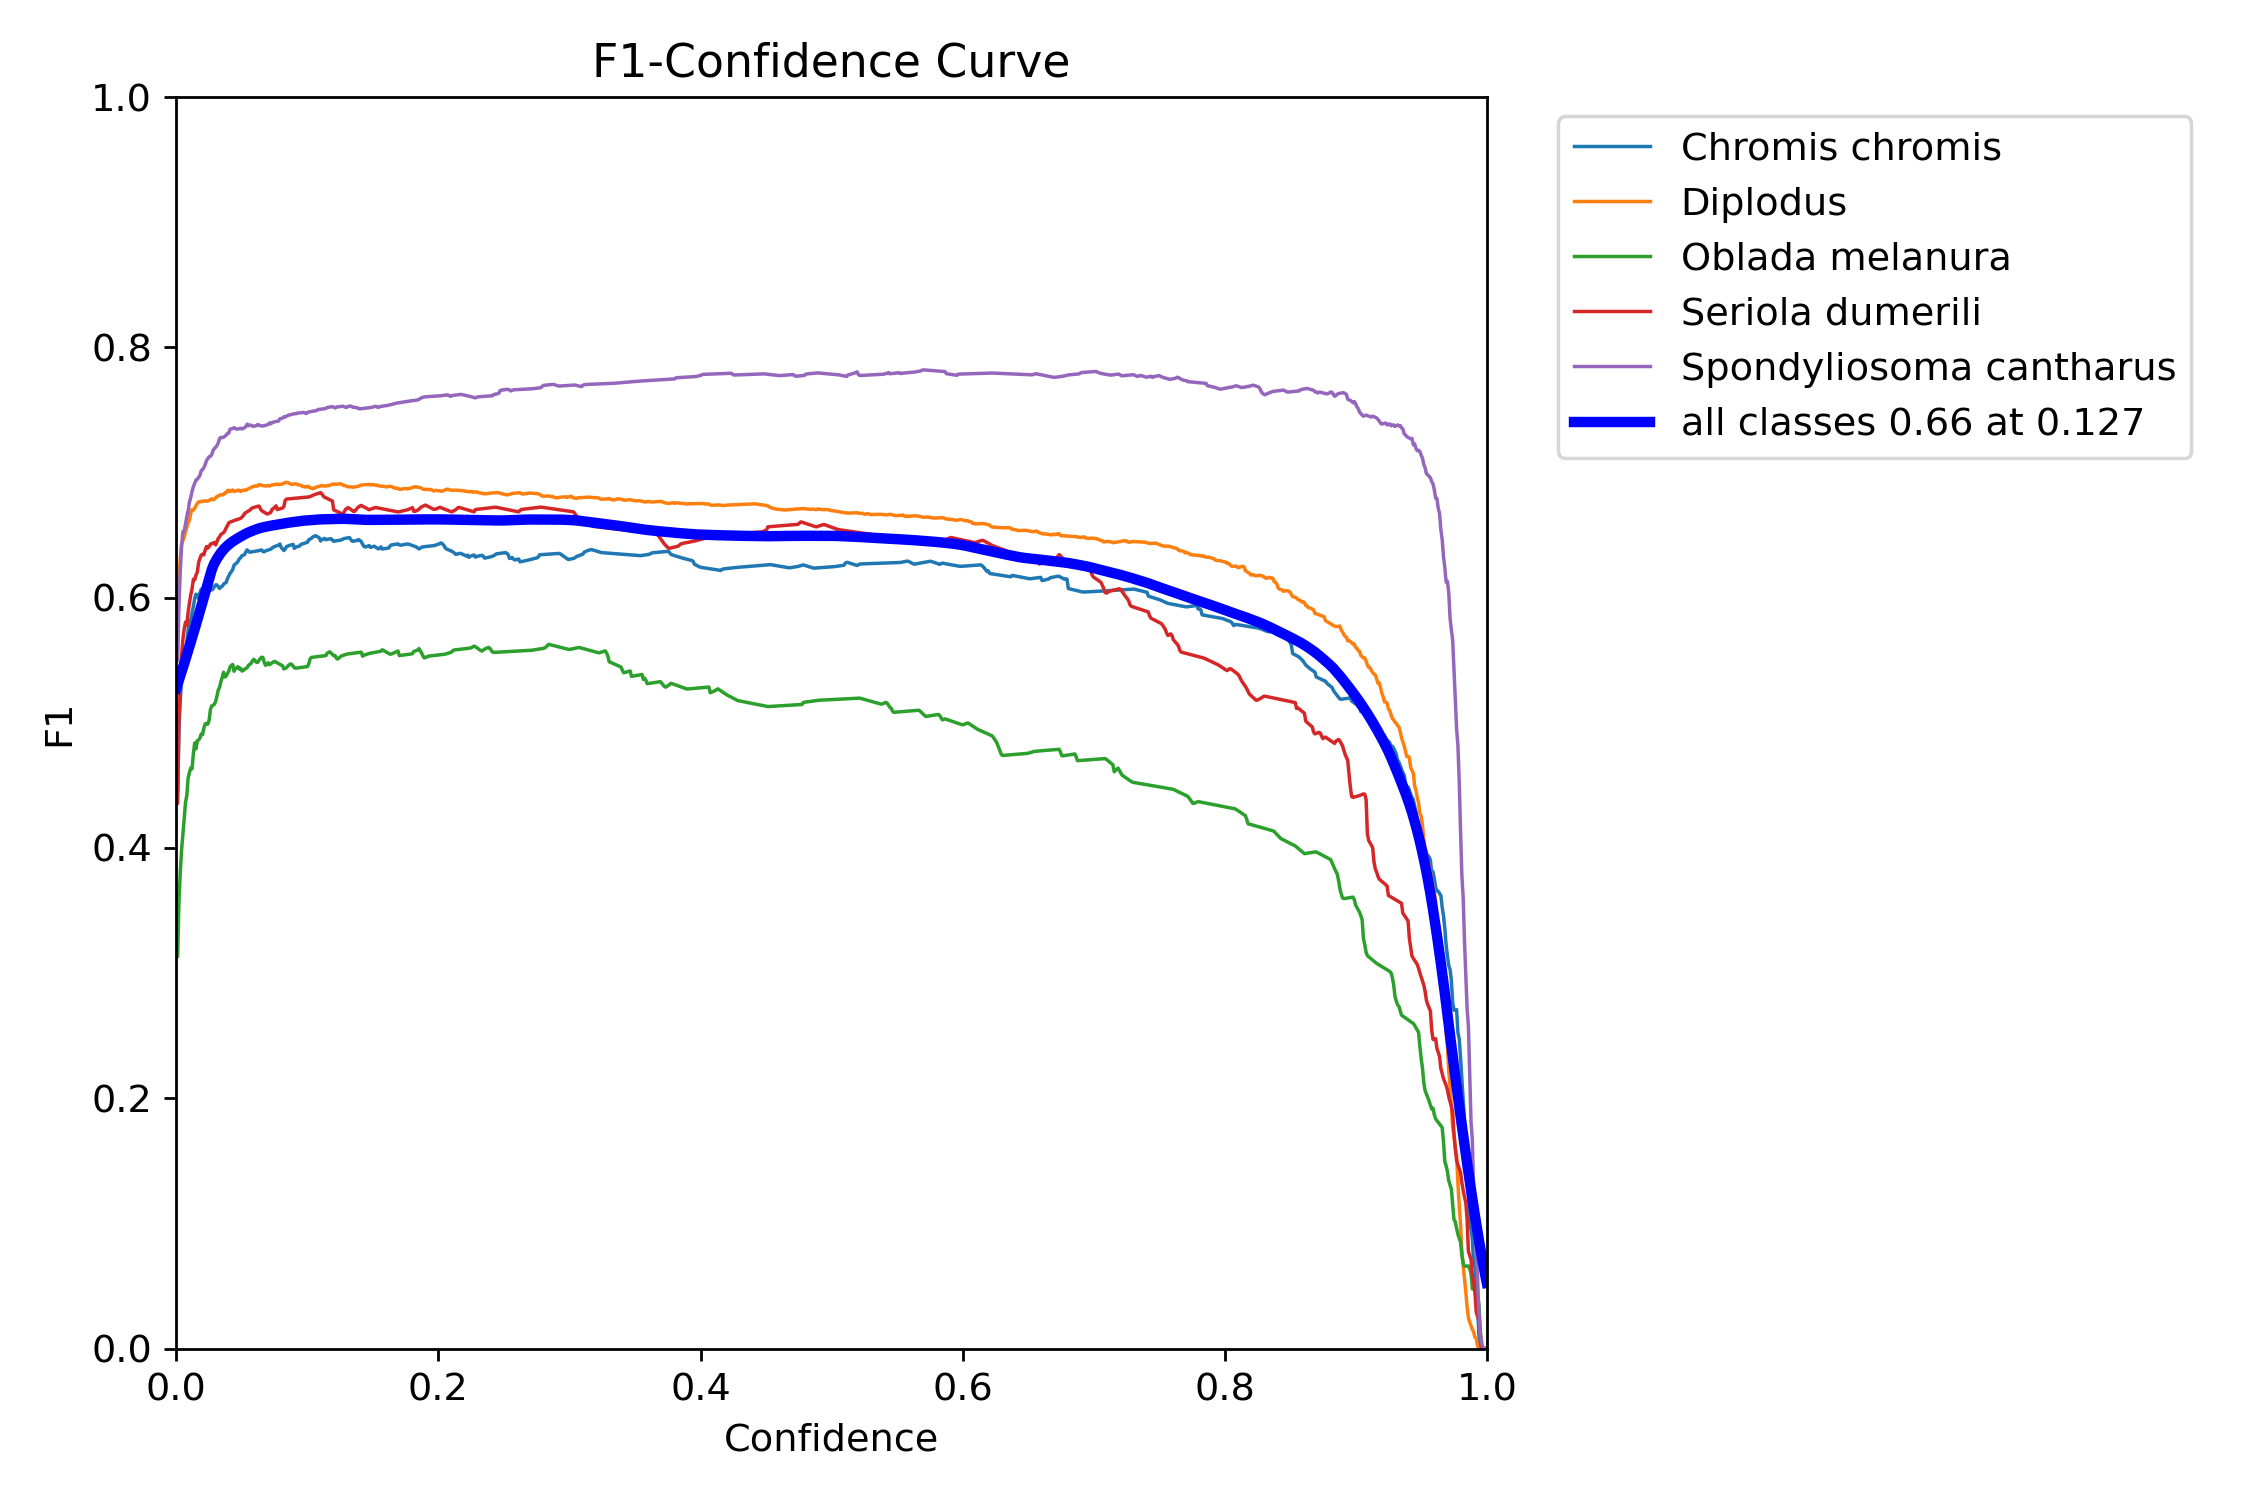 F1-Confidence Curve
1.0
0.8
0.6
0.4
0.2
0.0
F1
0.0 0.2 0.4 0.6 0.8 1.0
Confidence
Chromis chromis
Diplodus
Oblada melanura
Seriola dumerili
Spondyliosoma cantharus
all classes 0.66 at 0.127